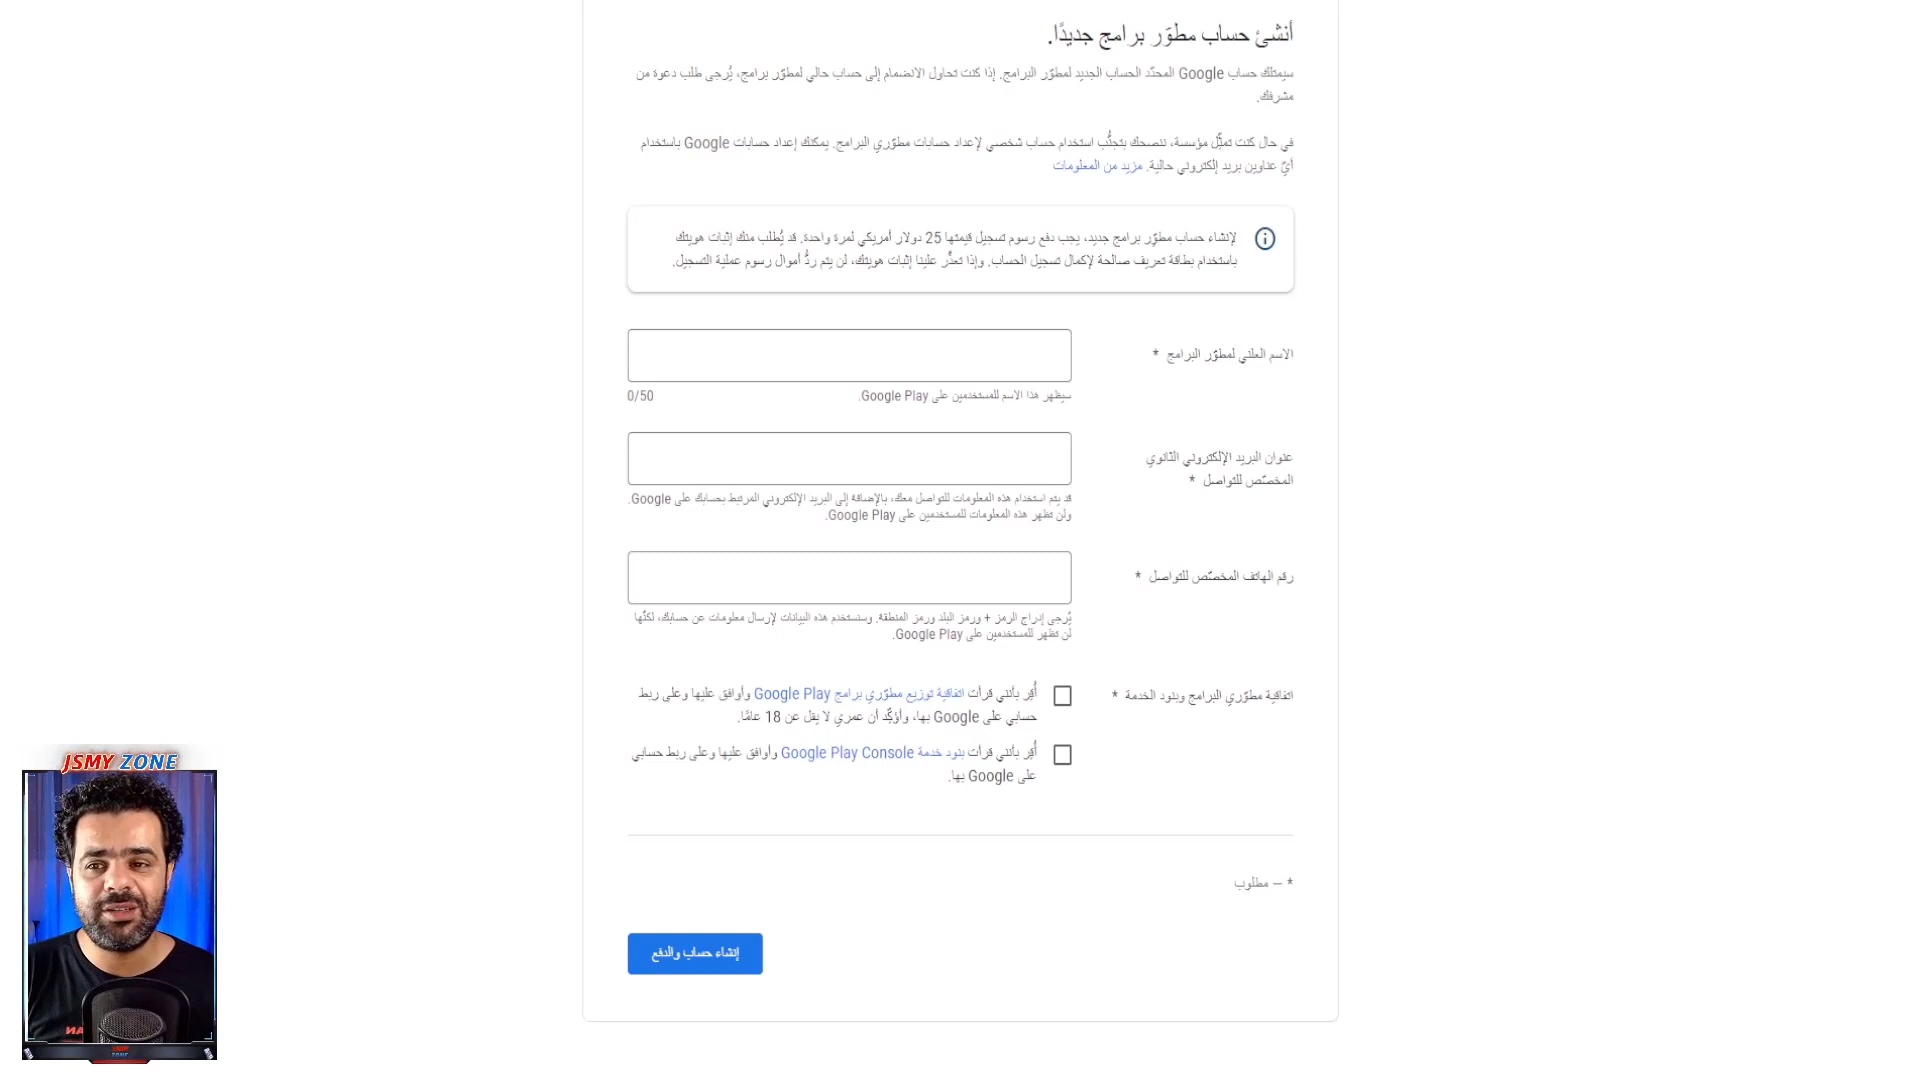 أنشئ حساب مطوّر برامج جديدًا.
سيمتلك حساب Google المحدّد الحساب الجديد لمطوّر البرامج. إذا كنت تحاول الانضمام إلى حساب حالي لمطوّر برامج، يُرجى طلب دعوة من
مشرفك.
في حال كنت تمثِّل مؤسسة، ننصحك بتجنُّب استخدام حساب شخصي لإعداد حسابات مطوّري البرامج. يمكنك إعداد حسابات Google باستخدام
أيّ عناوين بريد إلكتروني حالية. مزيد من المعلومات
لإنشاء حساب مطوِّر برامج جديد، يجب دفع رسوم تسجيل قيمتها 25 دولار أمريكي لمرة واحدة. قد يُطلب منك إثبات هويتك
باستخدام بطاقة تعريف صالحة لإكمال تسجيل الحساب. وإذا تعذَّر علينا إثبات هويتك، لن يتم ردُّ أموال رسوم عملية التسجيل.
الاسم العلني لمطوّر البرامج *
سيظهر هذا الاسم للمستخدمين على Google Play.
0/50
عنوان البريد الإلكتروني الثانوي
المخصّص للتواصل *
قد يتم استخدام هذه المعلومات للتواصل معك، بالإضافة إلى البريد الإلكتروني المرتبط بحسابك على Google.
ولن تظهر هذه المعلومات للمستخدمين على Google Play.
رقم الهاتف المخصّص للتواصل *
يُرجى إدراج الرمز + ورمز البلد ورمز المنطقة. وسنستخدم هذه البيانات لإرسال معلومات عن حسابك، لكنّها
لن تظهر للمستخدمين على Google Play.
اتفاقية مطوّري البرامج وبنود الخدمة *
أُقِر بأنني قرأت اتفاقية توزيع مطوّري برامج Google Play وأوافق عليها وعلى ربط
حسابي على Google بها، وأؤكِّد أن عمري لا يقل عن 18 عامًا.
أُقِر بأنني قرأت بنود خدمة Google Play Console وأوافق عليها وعلى ربط حسابي
على Google بها.
* – مطلوب
إنشاء حساب والدفع
JSMY ZONE